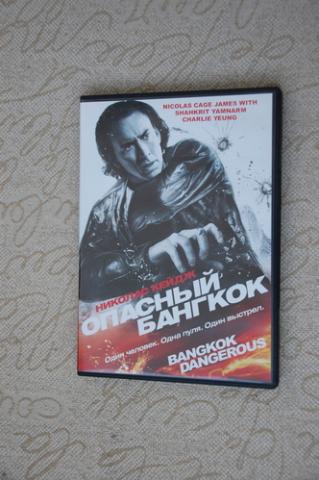 NICOLAS CAGE JAMES WITH
SHAHKRIT YAMNARM
CHARLIE YEUNG
НИКОЛАС КЕЙДЖ
ОПАСНЫЙ
БАНГКОК
Один человек. Одна пуля. Один выстрел.
BANGKOK
DANGEROUS